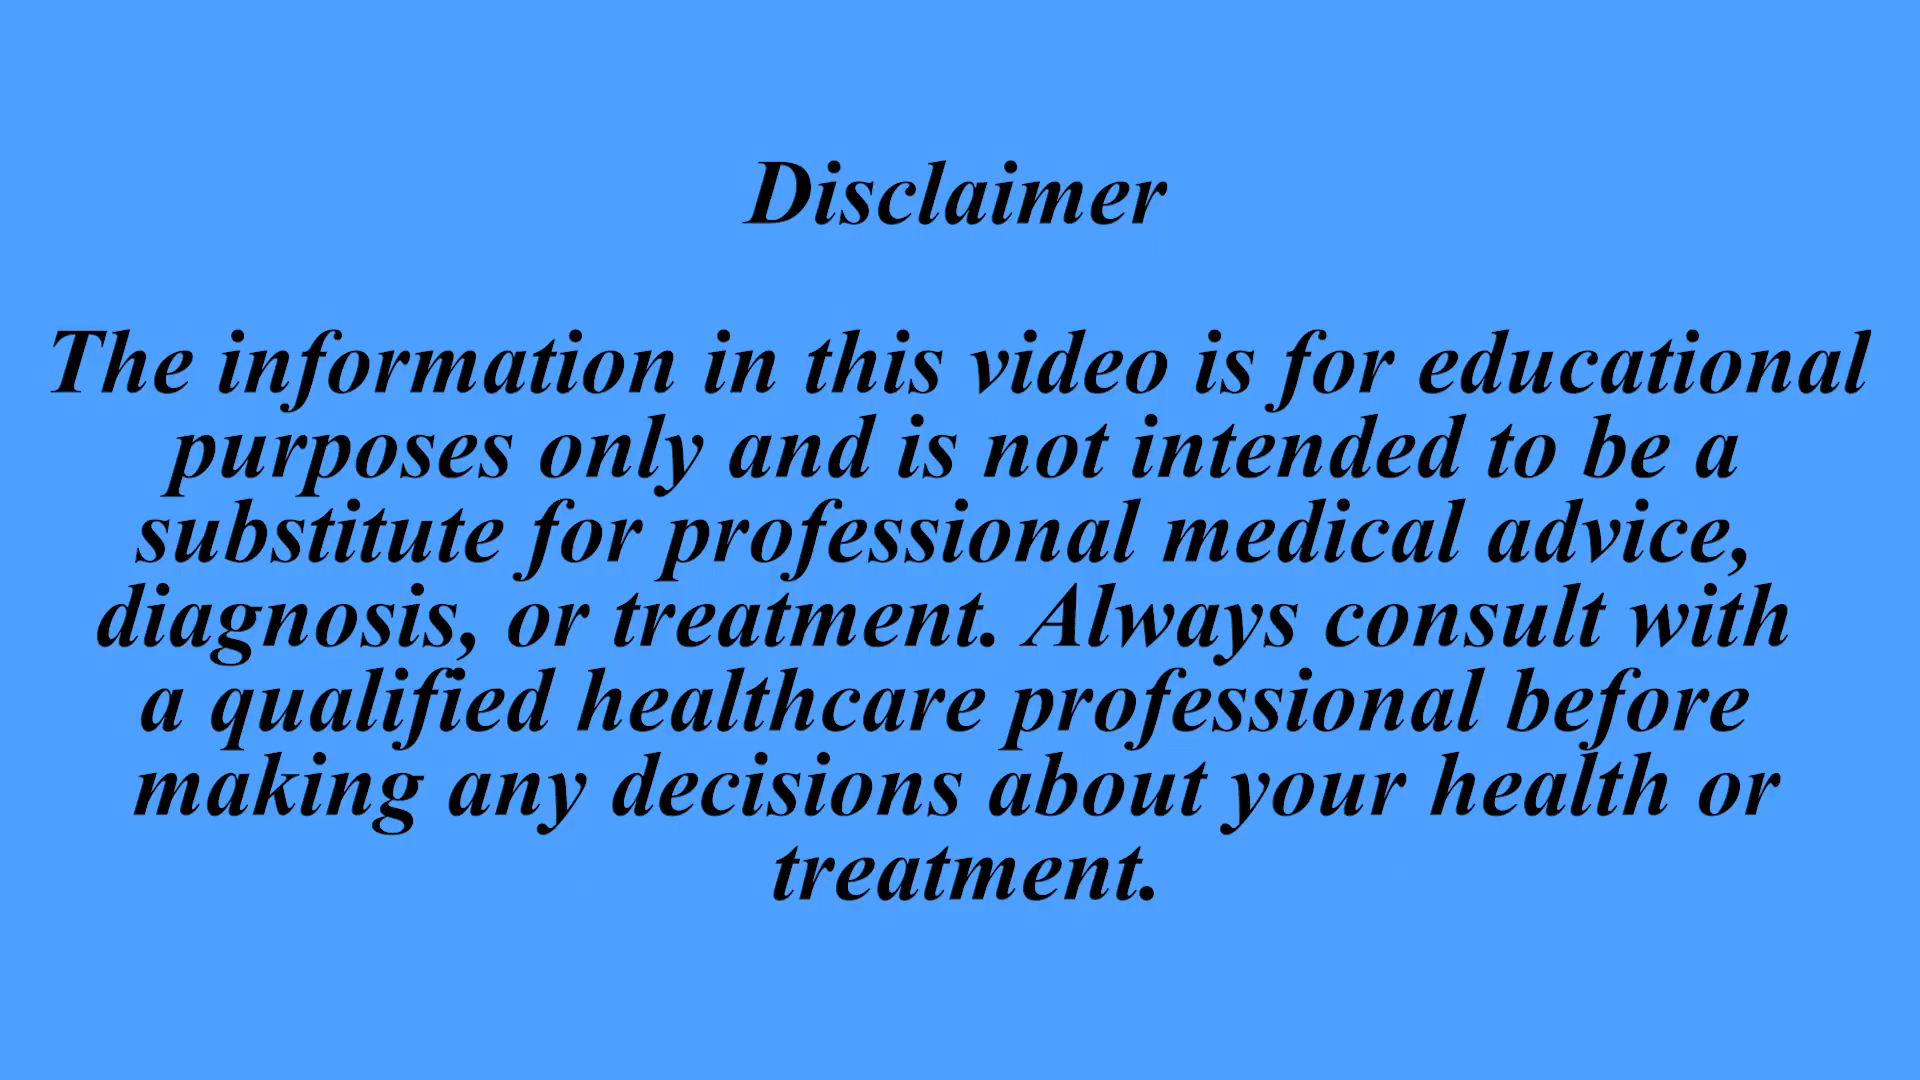 Disclaimer
The information in this video is for educational
purposes only and is not intended to be a
substitute for professional medical advice,
diagnosis, or treatment. Always consult with
a qualified healthcare professional before
making any decisions about your health or
treatment.